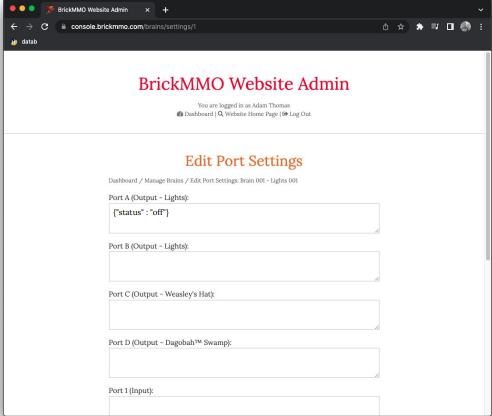 BrickMMO Website Admin
console.brickmmo.com/brains/settings/1
datab
BrickMMO Website Admin
You are logged in as Adam Thomas
Dashboard | Website Home Page | Log Out
Edit Port Settings
Dashboard / Manage Brains / Edit Port Settings: Brain 001 - Lights 001
Port A (Output - Lights):
{"status" : "off"}
Port B (Output - Lights):
Port C (Output - Weasley's Hat):
Port D (Output - Dagobah™ Swamp):
Port 1 (Input):